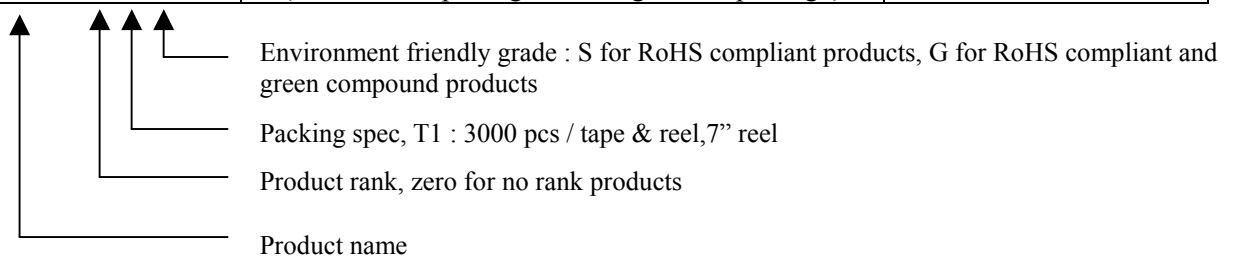 Environment friendly grade : S for RoHS compliant products, G for RoHS compliant and
green compound products
Packing spec, T1 : 3000 pcs / tape & reel,7” reel
Product rank, zero for no rank products
Product name